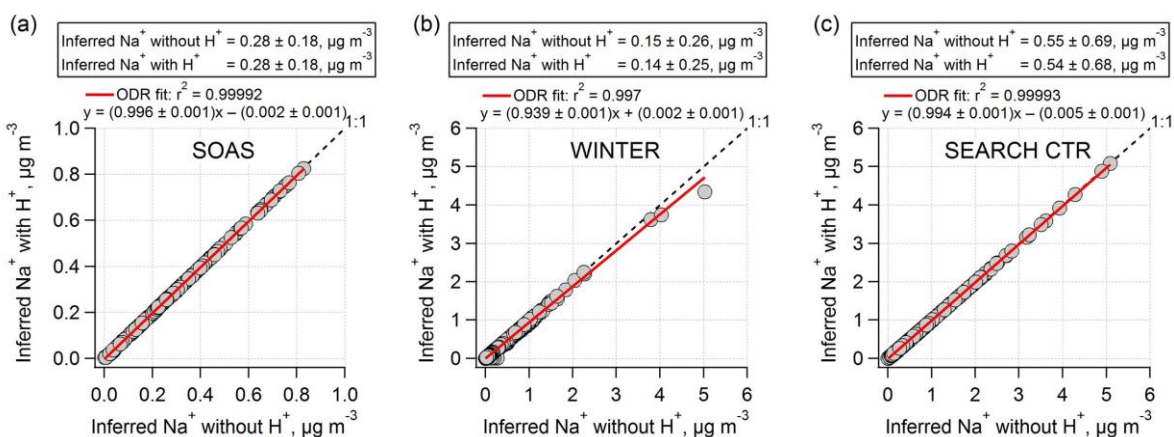 (a)
Inferred Na⁺ without H⁺ = 0.28 ± 0.18, µg m⁻³
Inferred Na⁺ with H⁺ = 0.28 ± 0.18, µg m⁻³
ODR fit: r² = 0.99992
y = (0.996 ± 0.001)x − (0.002 ± 0.001)
1:1
SOAS
Inferred Na⁺ with H⁺, µg m⁻³
1.0
0.8
0.6
0.4
0.2
0.0
0.0 0.2 0.4 0.6 0.8 1.0
Inferred Na⁺ without H⁺, µg m⁻³
(b)
Inferred Na⁺ without H⁺ = 0.15 ± 0.26, µg m⁻³
Inferred Na⁺ with H⁺ = 0.14 ± 0.25, µg m⁻³
ODR fit: r² = 0.997
y = (0.939 ± 0.001)x + (0.002 ± 0.001)
1:1
WINTER
Inferred Na⁺ with H⁺, µg m⁻³
6
5
4
3
2
1
0
0 1 2 3 4 5 6
Inferred Na⁺ without H⁺, µg m⁻³
(c)
Inferred Na⁺ without H⁺ = 0.55 ± 0.69, µg m⁻³
Inferred Na⁺ with H⁺ = 0.54 ± 0.68, µg m⁻³
ODR fit: r² = 0.99993
y = (0.994 ± 0.001)x − (0.005 ± 0.001)
1:1
SEARCH CTR
Inferred Na⁺ with H⁺, µg m⁻³
6
5
4
3
2
1
0
0 1 2 3 4 5 6
Inferred Na⁺ without H⁺, µg m⁻³